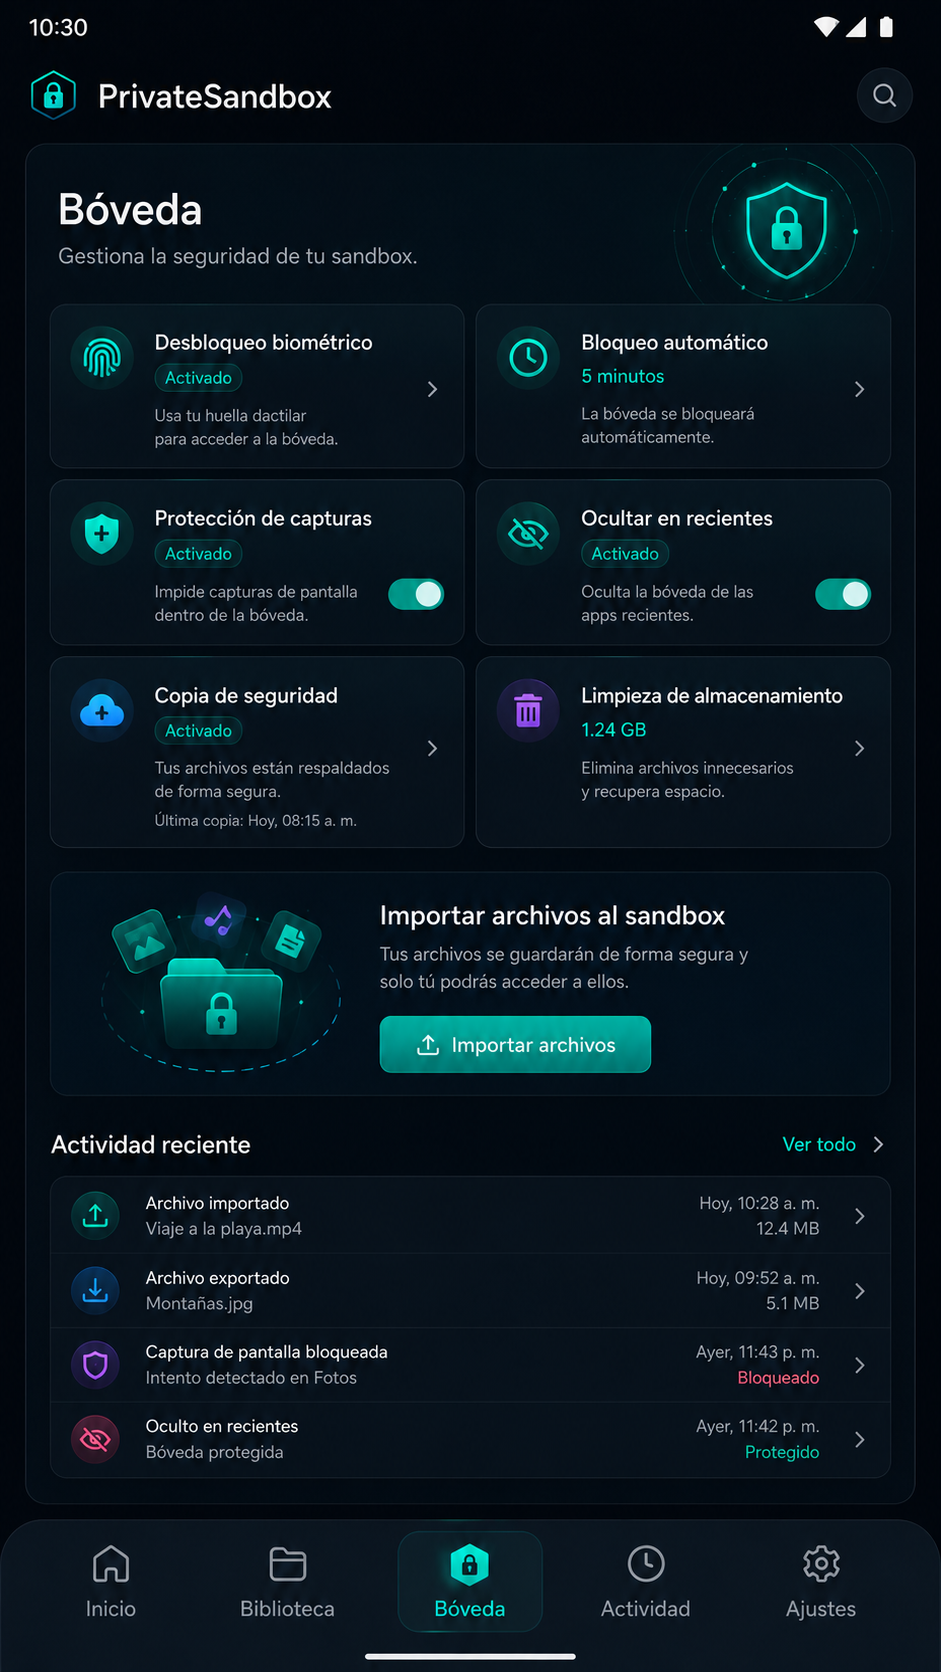 10:30
PrivateSandbox
Bóveda
Gestiona la seguridad de tu sandbox.
Desbloqueo biométrico
Activado
Usa tu huella dactilar
para acceder a la bóveda.
Bloqueo automático
5 minutos
La bóveda se bloqueará
automáticamente.
Protección de capturas
Activado
Impide capturas de pantalla
dentro de la bóveda.
Ocultar en recientes
Activado
Oculta la bóveda de las
apps recientes.
Copia de seguridad
Activado
Tus archivos están respaldados
de forma segura.
Última copia: Hoy, 08:15 a. m.
Limpieza de almacenamiento
1.24 GB
Elimina archivos innecesarios
y recupera espacio.
Importar archivos al sandbox
Tus archivos se guardarán de forma segura y
solo tú podrás acceder a ellos.
Importar archivos
Actividad reciente
Ver todo
Archivo importado
Hoy, 10:28 a. m.
Viaje a la playa.mp4
12.4 MB
Archivo exportado
Hoy, 09:52 a. m.
Montañas.jpg
5.1 MB
Captura de pantalla bloqueada
Ayer, 11:43 p. m.
Intento detectado en Fotos
Bloqueado
Oculto en recientes
Ayer, 11:42 p. m.
Bóveda protegida
Protegido
Inicio
Biblioteca
Bóveda
Actividad
Ajustes